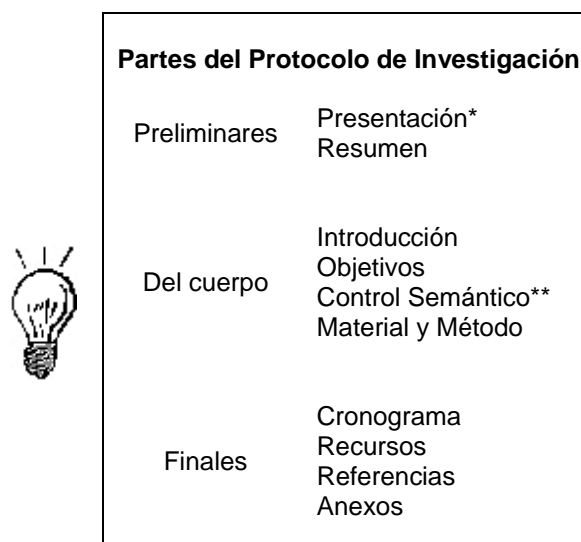 Partes del Protocolo de Investigación
Preliminares
Presentación*
Resumen
Del cuerpo
Introducción
Objetivos
Control Semántico**
Material y Método
Finales
Cronograma
Recursos
Referencias
Anexos